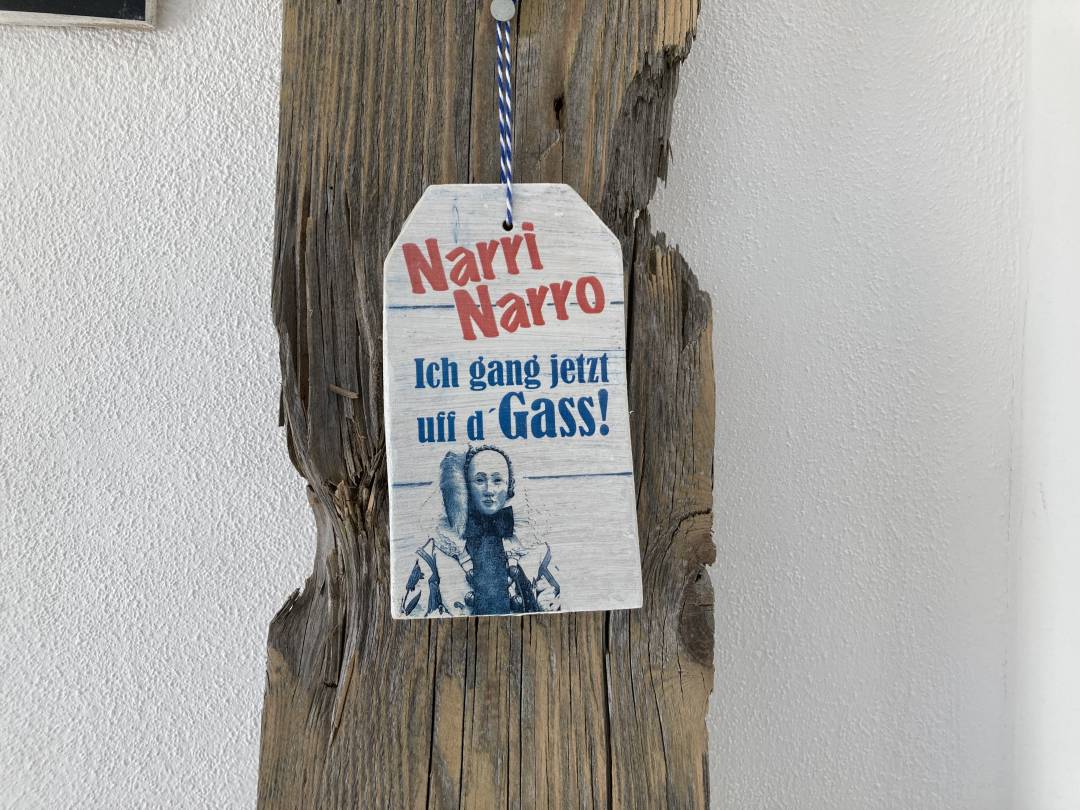 Narri
Narro
Ich gang jetzt
uff d´Gass!